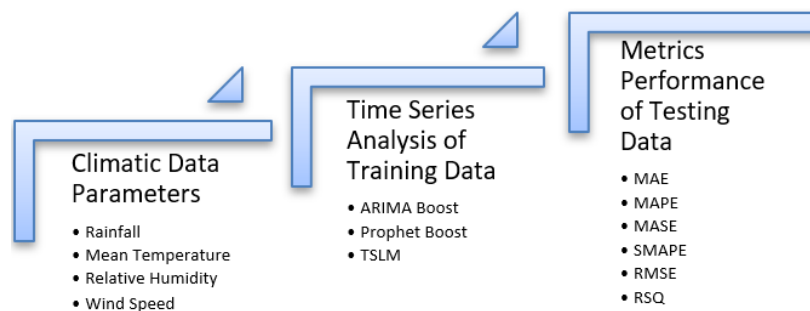 Climatic Data
Parameters
• Rainfall
• Mean Temperature
• Relative Humidity
• Wind Speed
Time Series
Analysis of
Training Data
• ARIMA Boost
• Prophet Boost
• TSLM
Metrics
Performance
of Testing
Data
• MAE
• MAPE
• MASE
• SMAPE
• RMSE
• RSQ